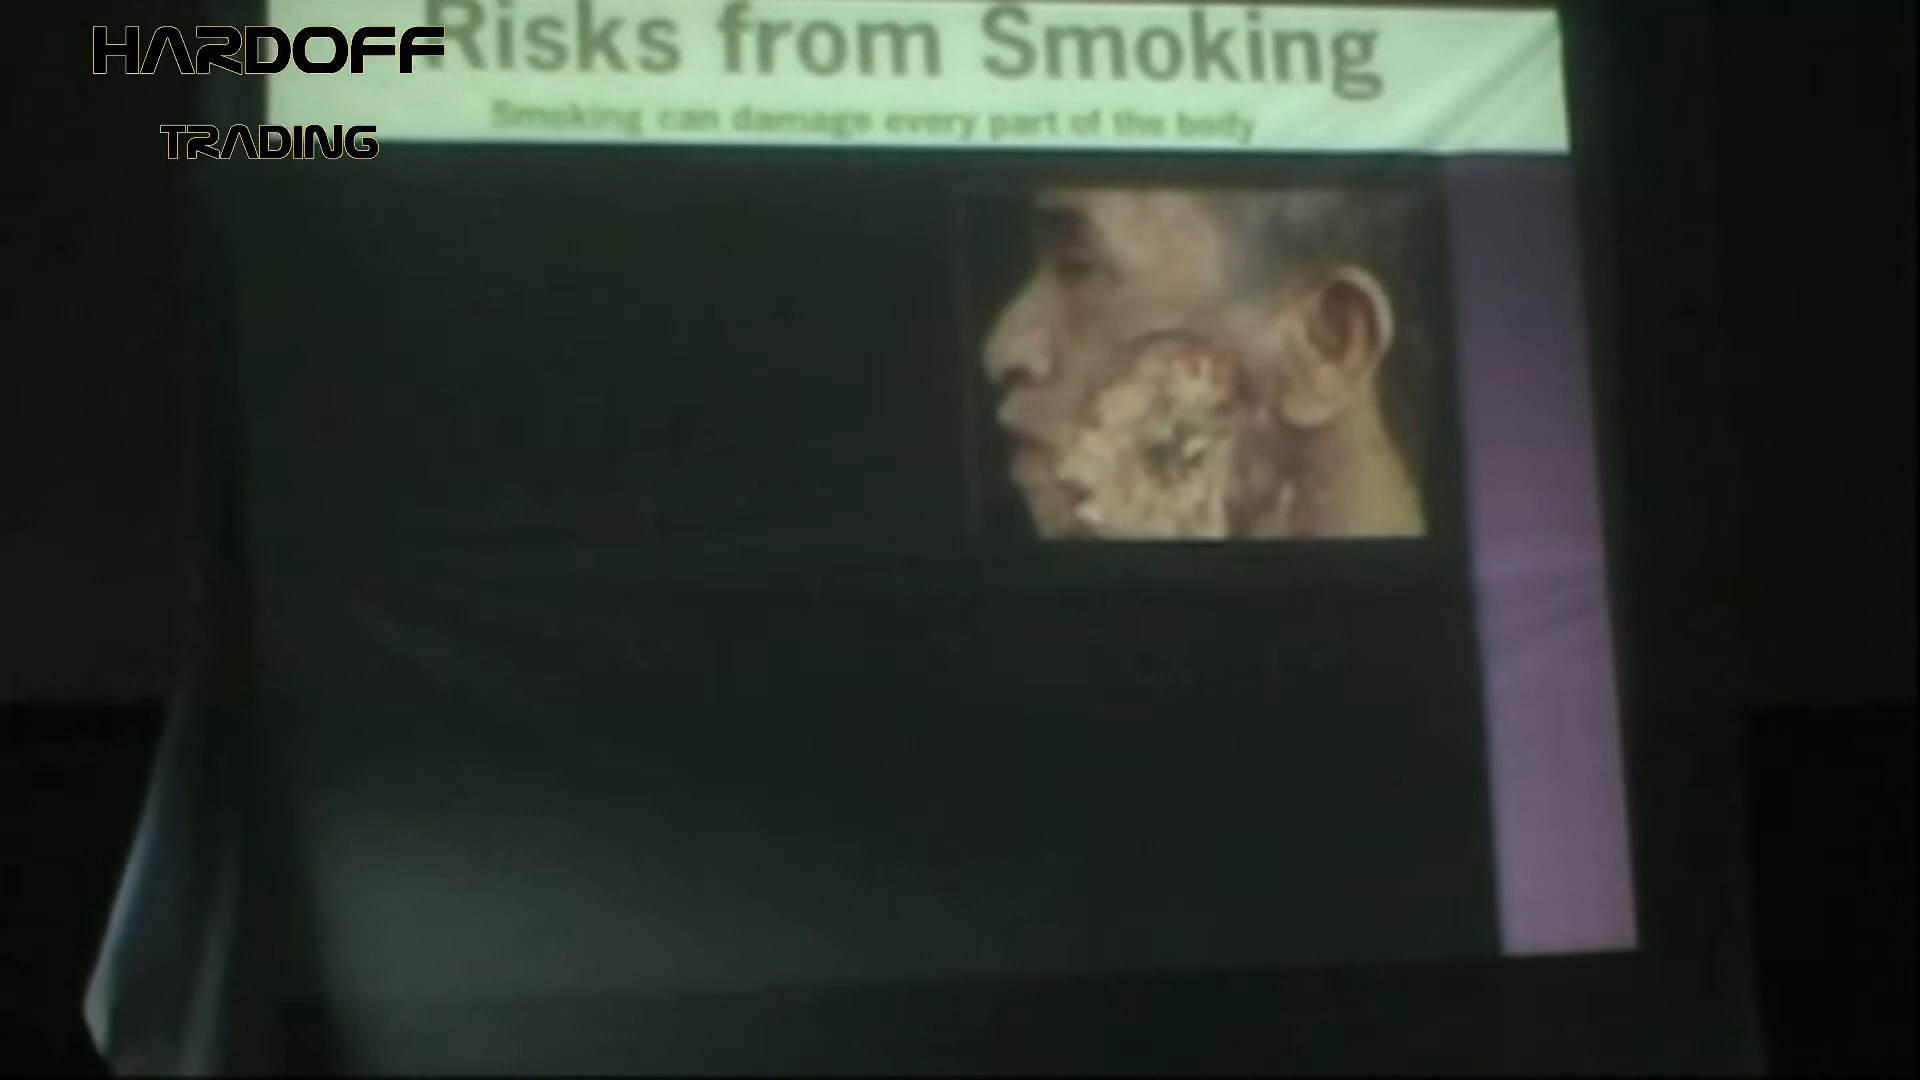 HARDOFF
TRADING
Risks from Smoking
Smoking can damage every part of the body